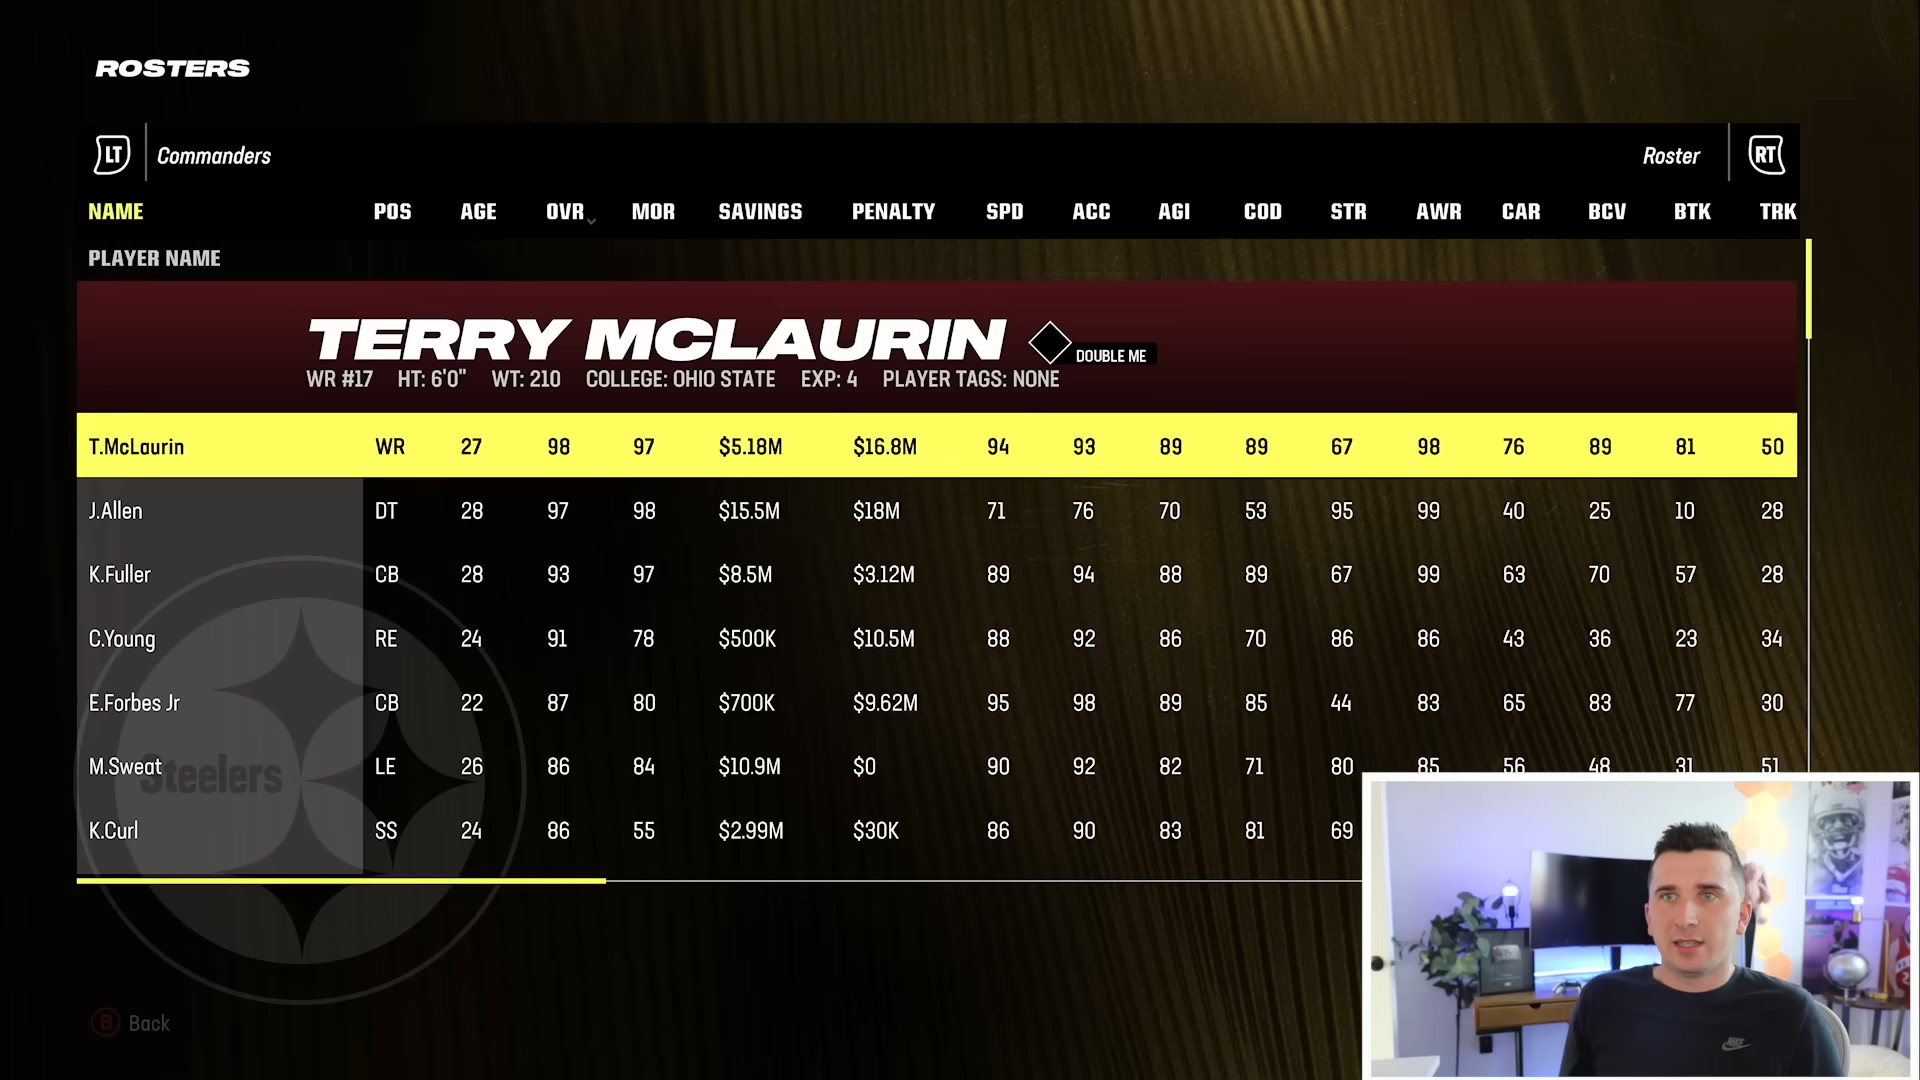 ROSTERS
LT Commanders Roster RT
NAME POS AGE OVR MOR SAVINGS PENALTY SPD ACC AGI COD STR AWR CAR BCV BTK TRK
PLAYER NAME
TERRY MCLAURIN DOUBLE ME
WR #17 HT: 6'0" WT: 210 COLLEGE: OHIO STATE EXP: 4 PLAYER TAGS: NONE
T.McLaurin WR 27 98 97 $5.18M $16.8M 94 93 89 89 67 98 76 89 81 50
J.Allen DT 28 97 98 $15.5M $18M 71 76 70 53 95 99 40 25 10 28
K.Fuller CB 28 93 97 $8.5M $3.12M 89 94 88 89 67 99 63 70 57 28
C.Young RE 24 91 78 $500K $10.5M 88 92 86 70 86 86 43 36 23 34
E.Forbes Jr CB 22 87 80 $700K $9.62M 95 98 89 85 44 83 65 83 77 30
M.Sweat LE 26 86 84 $10.9M $0 90 92 82 71 80 85 56 48 31 51
Steelers
K.Curl SS 24 86 55 $2.99M $30K 86 90 83 81 69
B Back
NIKE